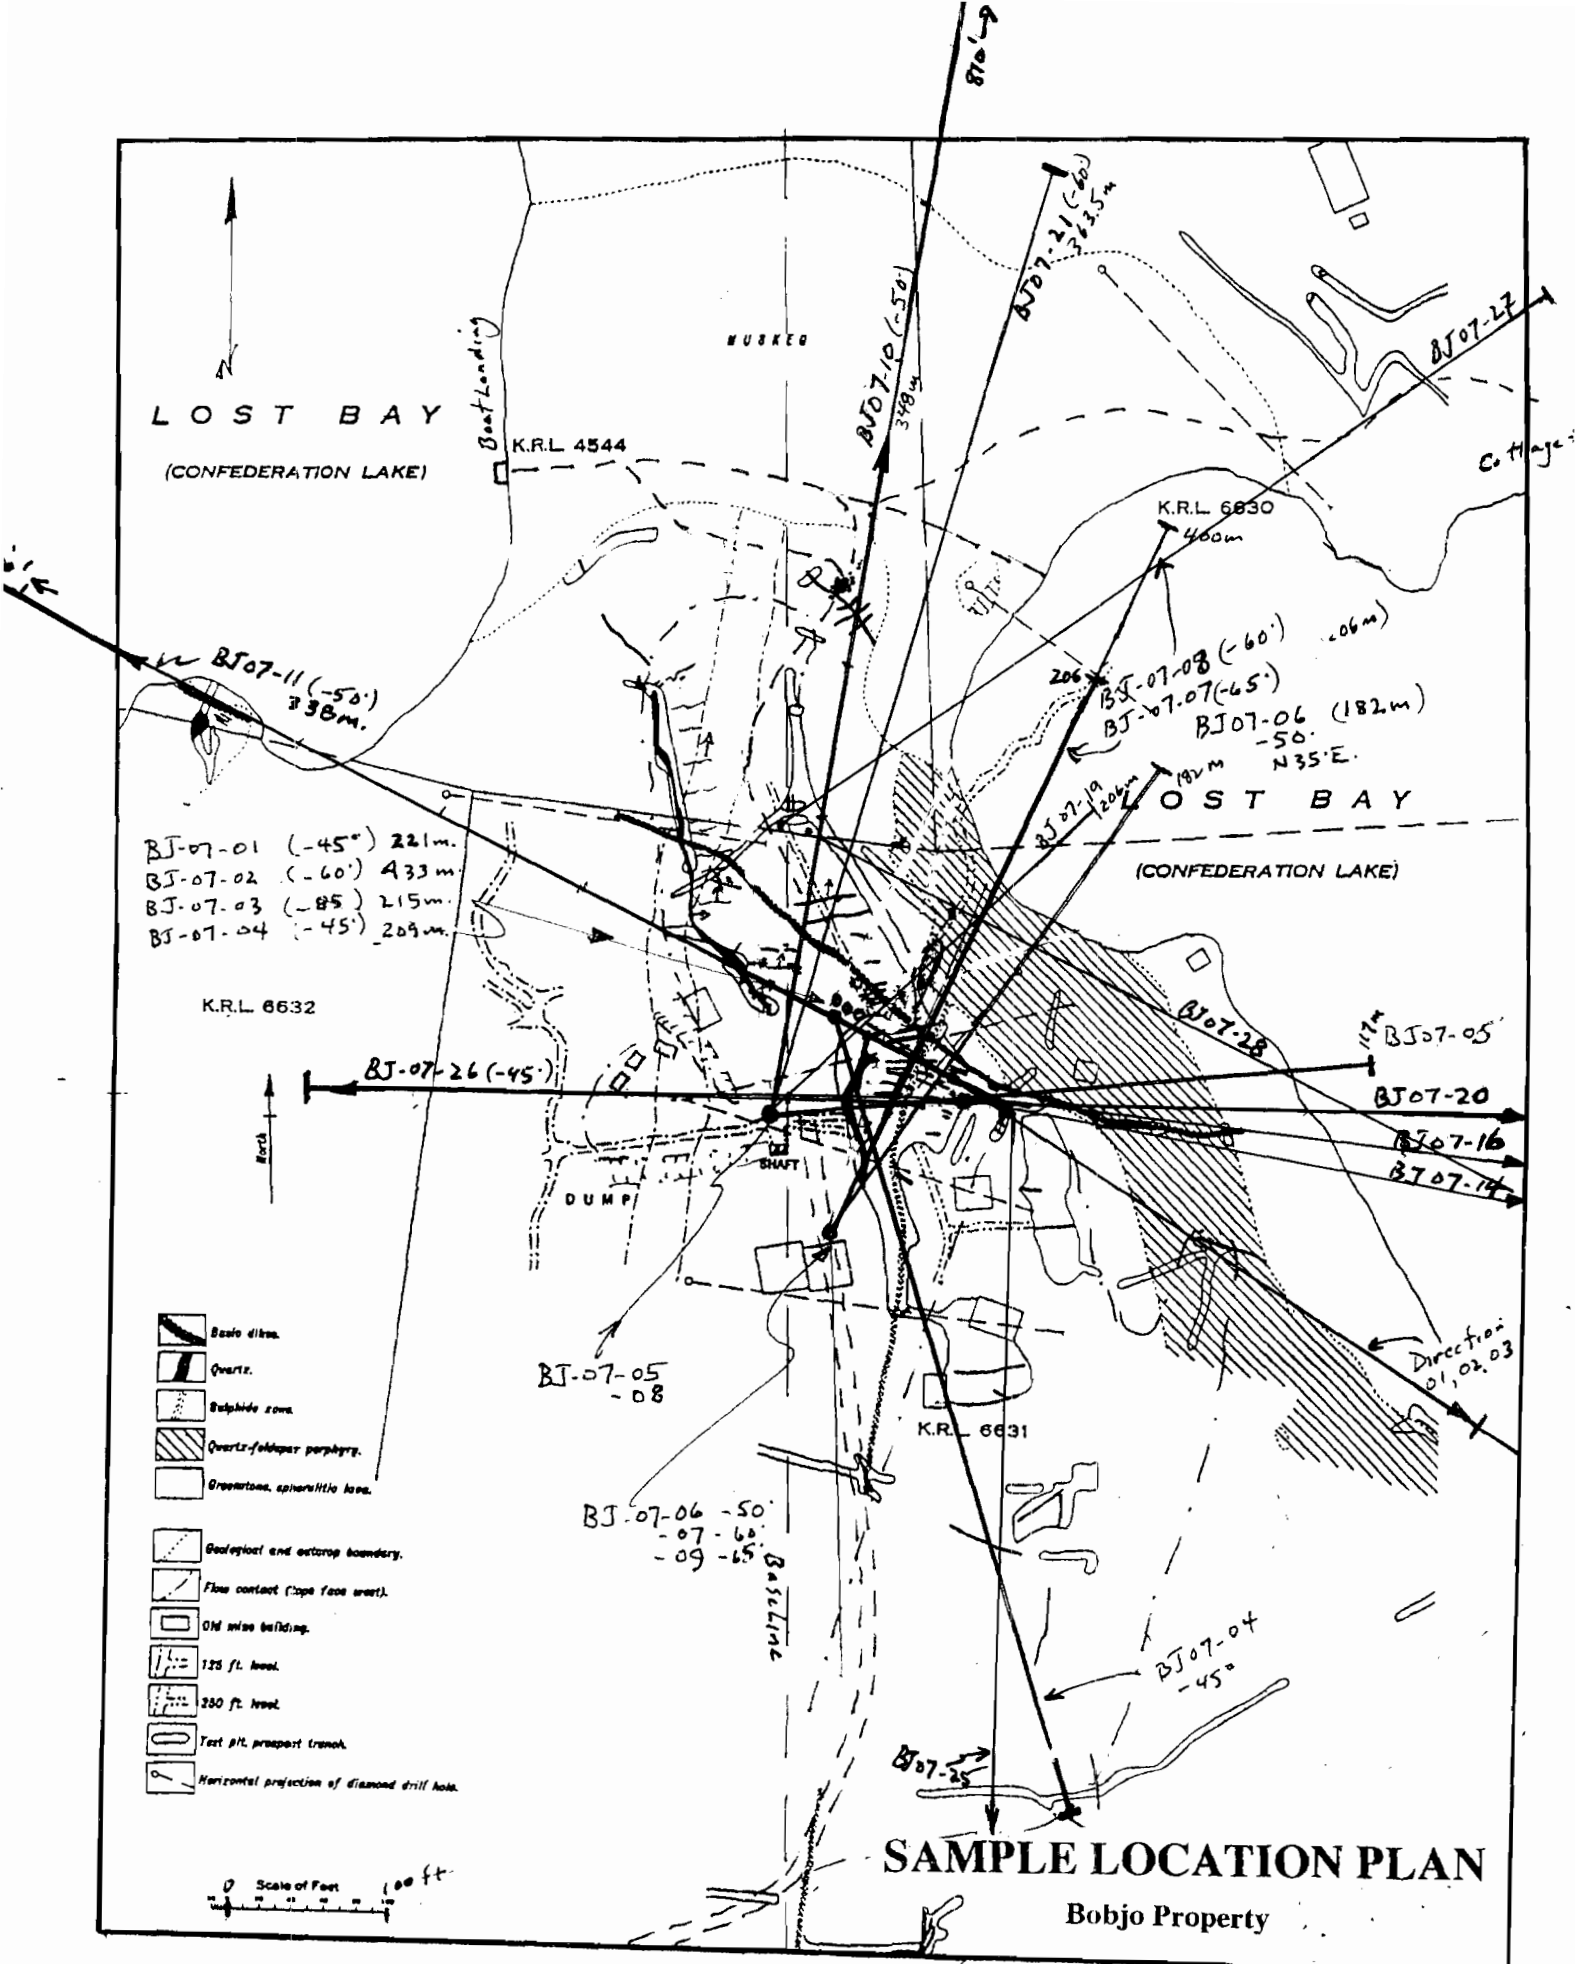 810'
BJ07-21 (-60°)
363.5m
BJ07-10 (-50°)
348m
MUSKEG
BJ07-27
Boat Landing
LOST BAY
(CONFEDERATION LAKE)
K.R.L. 4544
Cottage
K.R.L. 6630
400m
BJ07-11 (-50°)
338m.
206
BJ-07-08 (-60°)
BJ-07-07 (-65°)
BJ07-06 (182m)
-50°
N35°E.
BJ07-19
206m
182m
LOST BAY
(CONFEDERATION LAKE)
BJ-07-01 (-45°) 221m.
BJ-07-02 (-60°) 433m.
BJ-07-03 (-85) 215m.
BJ-07-04 (-45°) 209m.
K.R.L. 6632
BJ07-28
117m
BJ07-05
BJ-07-26 (-45°)
BJ07-20
BJ07-16
BJ07-14
North
SHAFT
DUMP
Basic dikes.
Quartz.
Sulphide zone.
Quartz-feldspar porphyry.
Greenstone, spherulitic lava.
Direction
01, 02, 03
BJ-07-05
-08
K.R.L. 6631
BJ-07-06 -50°
-07 -60°
-09 -65°
Baseline
Geological and outcrop boundary.
Flow contact (tops face west).
Old mine building.
125 ft. level.
250 ft. level.
Test pit, prospect trench.
Horizontal projection of diamond drill hole.
BJ07-04
-45°
BJ07-25
SAMPLE LOCATION PLAN
Bobjo Property
0 Scale of Feet 100 ft